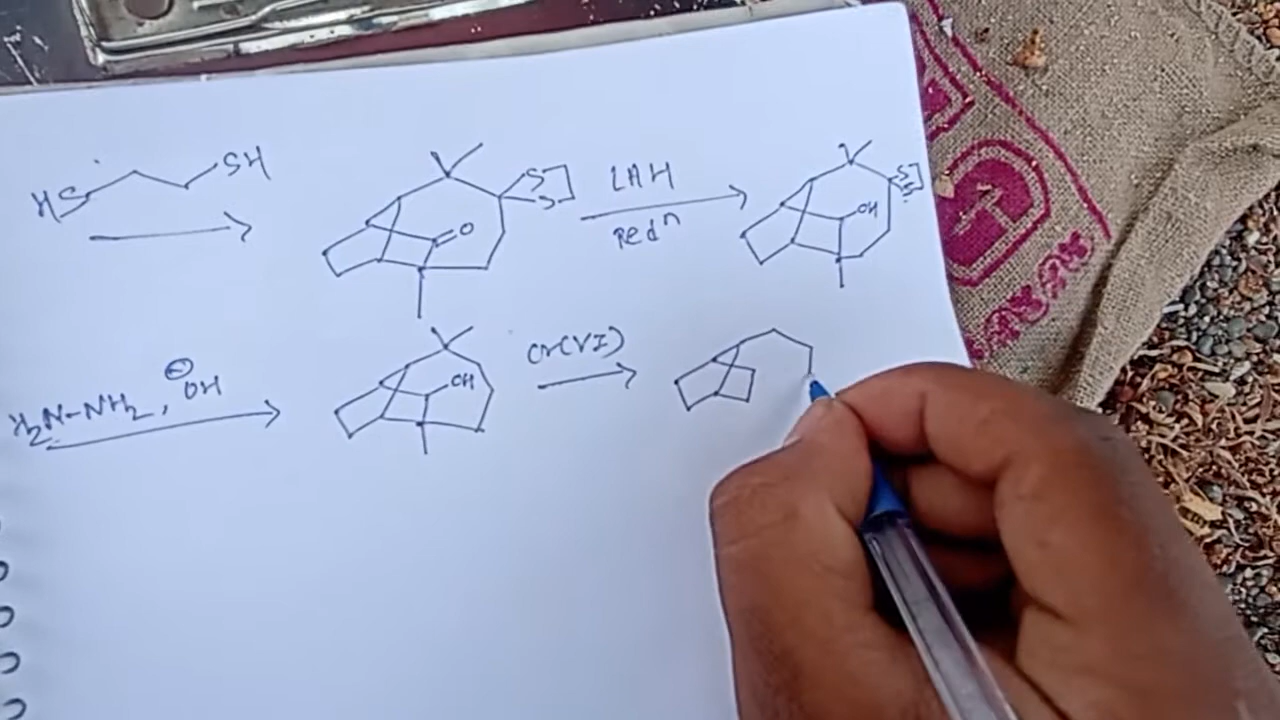 HS SH
S S O
LAH
Redⁿ
S S OH
H₂N-NH₂, ⊖OH
OH
Cr(VI)